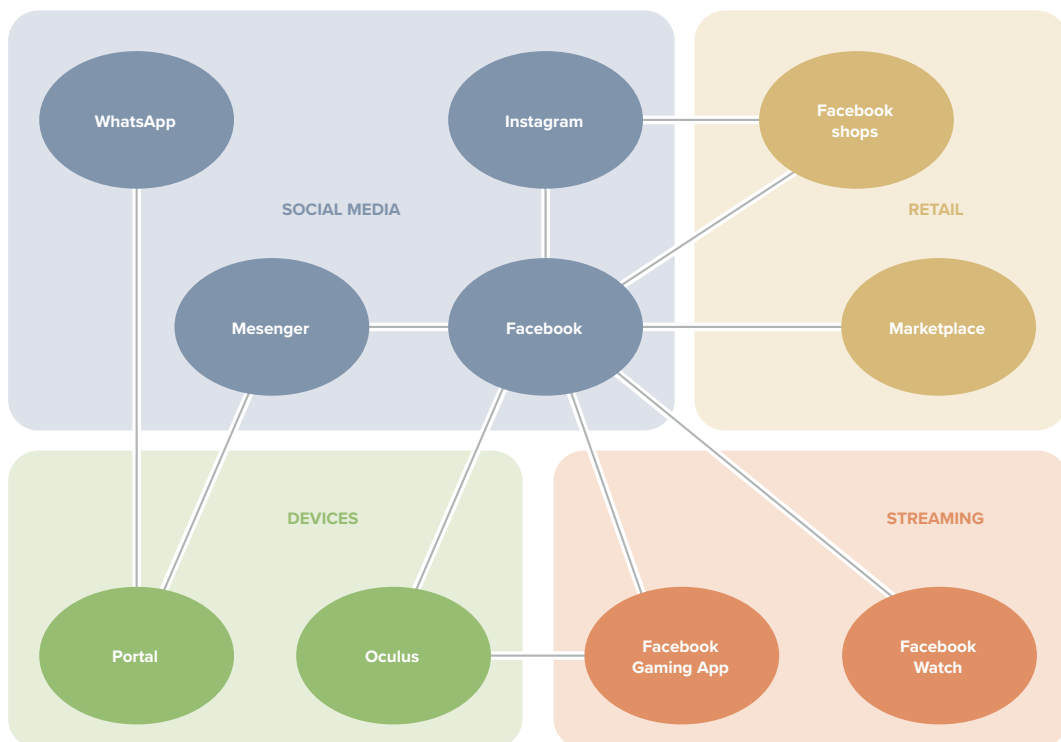 WhatsApp
Instagram
Facebook
shops
SOCIAL MEDIA
RETAIL
Mesenger
Facebook
Marketplace
DEVICES
STREAMING
Portal
Oculus
Facebook
Gaming App
Facebook
Watch